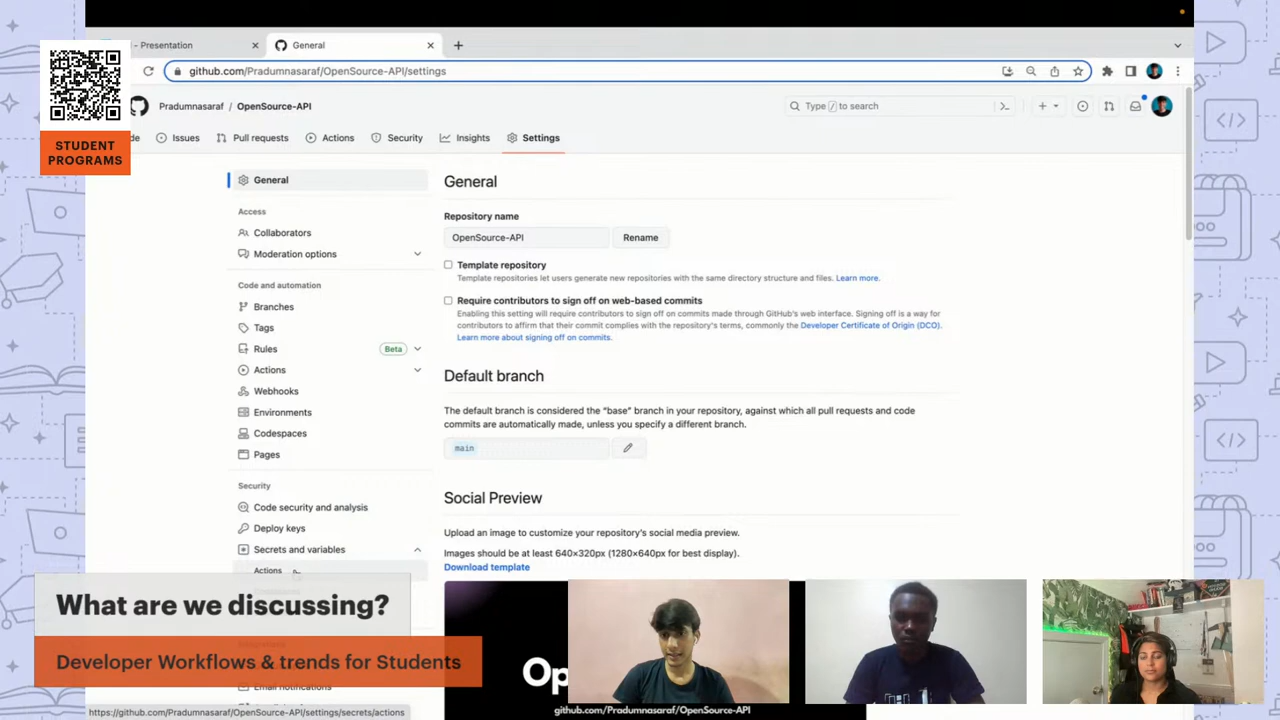 - Presentation
General
github.com/Pradumnasaraf/OpenSource-API/settings
STUDENT
PROGRAMS
Pradumnasaraf / OpenSource-API
Type / to search
de
Issues
Pull requests
Actions
Security
Insights
Settings
General
Access
Collaborators
Moderation options
Code and automation
Branches
Tags
Rules
Beta
Actions
Webhooks
Environments
Codespaces
Pages
Security
Code security and analysis
Deploy keys
Secrets and variables
Actions
Email notifications
General
Repository name
OpenSource-API
Rename
Template repository
Template repositories let users generate new repositories with the same directory structure and files. Learn more.
Require contributors to sign off on web-based commits
Enabling this setting will require contributors to sign off on commits made through GitHub's web interface. Signing off is a way for
contributors to affirm that their commit complies with the repository's terms, commonly the Developer Certificate of Origin (DCO).
Learn more about signing off on commits.
Default branch
The default branch is considered the "base" branch in your repository, against which all pull requests and code
commits are automatically made, unless you specify a different branch.
main
Social Preview
Upload an image to customize your repository's social media preview.
Images should be at least 640×320px (1280×640px for best display).
Download template
Op
github.com/Pradumnasaraf/OpenSource-API
What are we discussing?
Developer Workflows & trends for Students
https://github.com/Pradumnasaraf/OpenSource-API/settings/secrets/actions